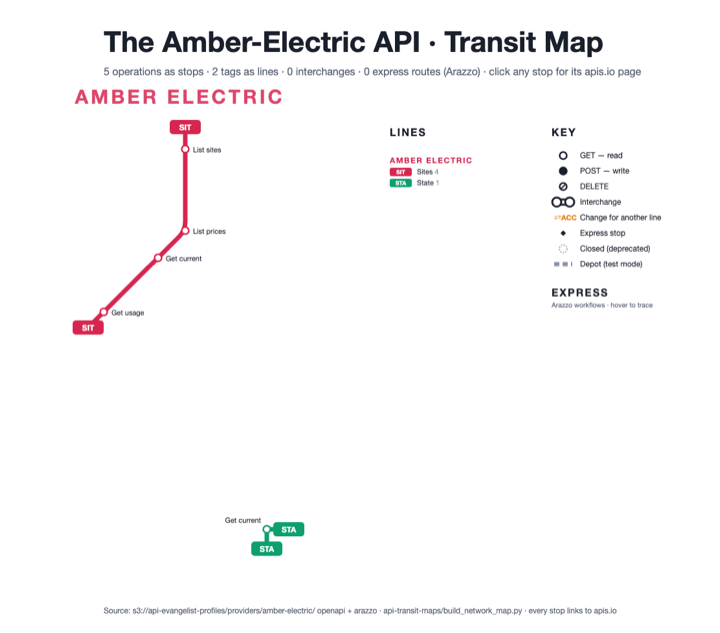 The Amber-Electric API · Transit Map
5 operations as stops · 2 tags as lines · 0 interchanges · 0 express routes (Arazzo) · click any stop for its apis.io page
AMBER ELECTRIC
SIT
List sites
List prices
Get current
Get usage
SIT
LINES
AMBER ELECTRIC
SIT Sites 4
STA State 1
KEY
GET — read
POST — write
DELETE
Interchange
⇄ACC Change for another line
Express stop
Closed (deprecated)
Depot (test mode)
EXPRESS
Arazzo workflows · hover to trace
Get current
STA
STA
Source: s3://api-evangelist-profiles/providers/amber-electric/ openapi + arazzo · api-transit-maps/build_network_map.py · every stop links to apis.io